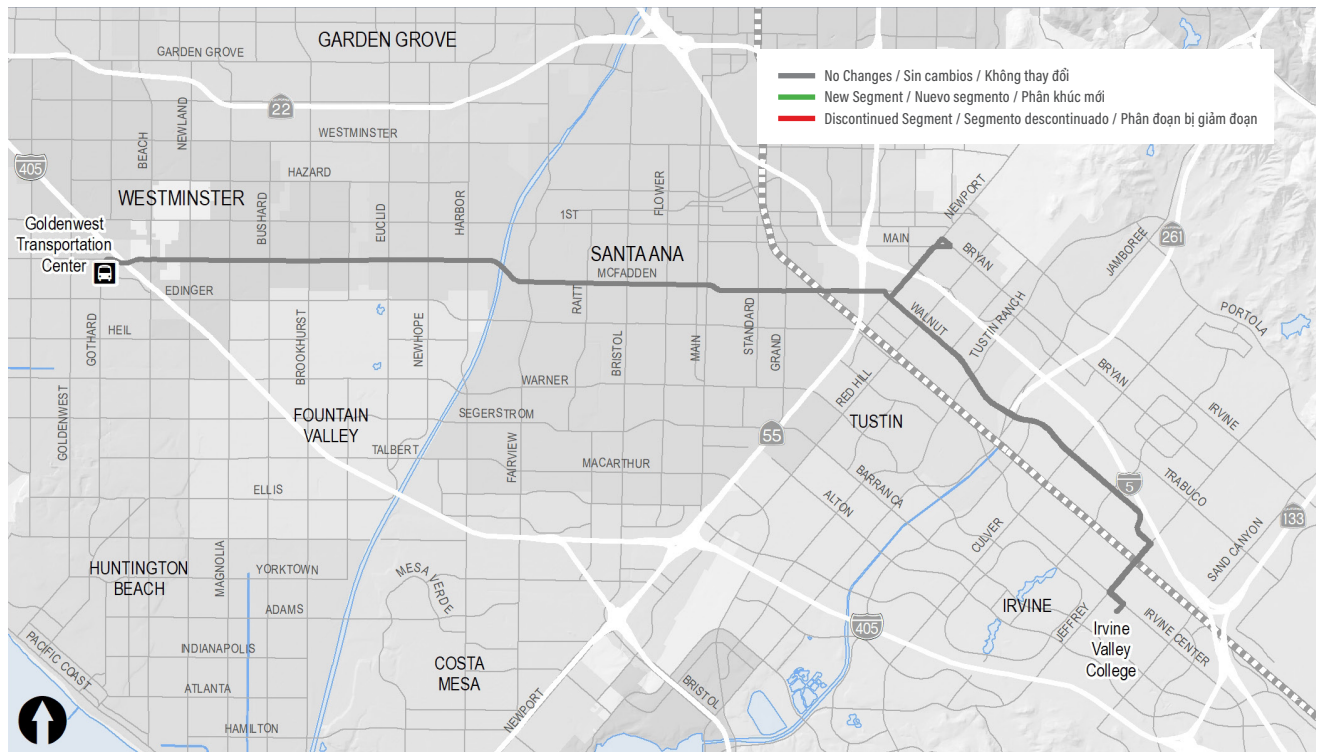 GARDEN GROVE
GARDEN GROVE
No Changes / Sin cambios / Không thay đổi
New Segment / Nuevo segmento / Phân khúc mới
Discontinued Segment / Segmento descontinuado / Phân đoạn bị giảm đoạn
22
WESTMINSTER
BEACH
NEWLAND
405
HAZARD
WESTMINSTER
BUSHARD
EUCLID
HARBOR
1ST
FLOWER
NEWPORT
Goldenwest
Transportation
Center
SANTA ANA
MCFADDEN
MAIN
BRYAN
JAMBOREE
261
EDINGER
RAITT
PORTOLA
GOTHARD
HEIL
BROOKHURST
NEWHOPE
BRISTOL
MAIN
STANDARD
GRAND
WALNUT
TUSTIN RANCH
WARNER
RED HILL
BRYAN
IRVINE
GOLDENWEST
FOUNTAIN
VALLEY
SEGERSTROM
TUSTIN
TALBERT
FAIRVIEW
55
MACARTHUR
BARRANCA
TRABUCO
ELLIS
ALTON
5
133
CULVER
SAND CANYON
HUNTINGTON
BEACH
MAGNOLIA
YORKTOWN
MESA VERDE
ADAMS
IRVINE
JEFFREY
IRVINE CENTER
405
Irvine
Valley
College
PACIFIC COAST
INDIANAPOLIS
COSTA
MESA
ATLANTA
NEWPORT
BRISTOL
HAMILTON